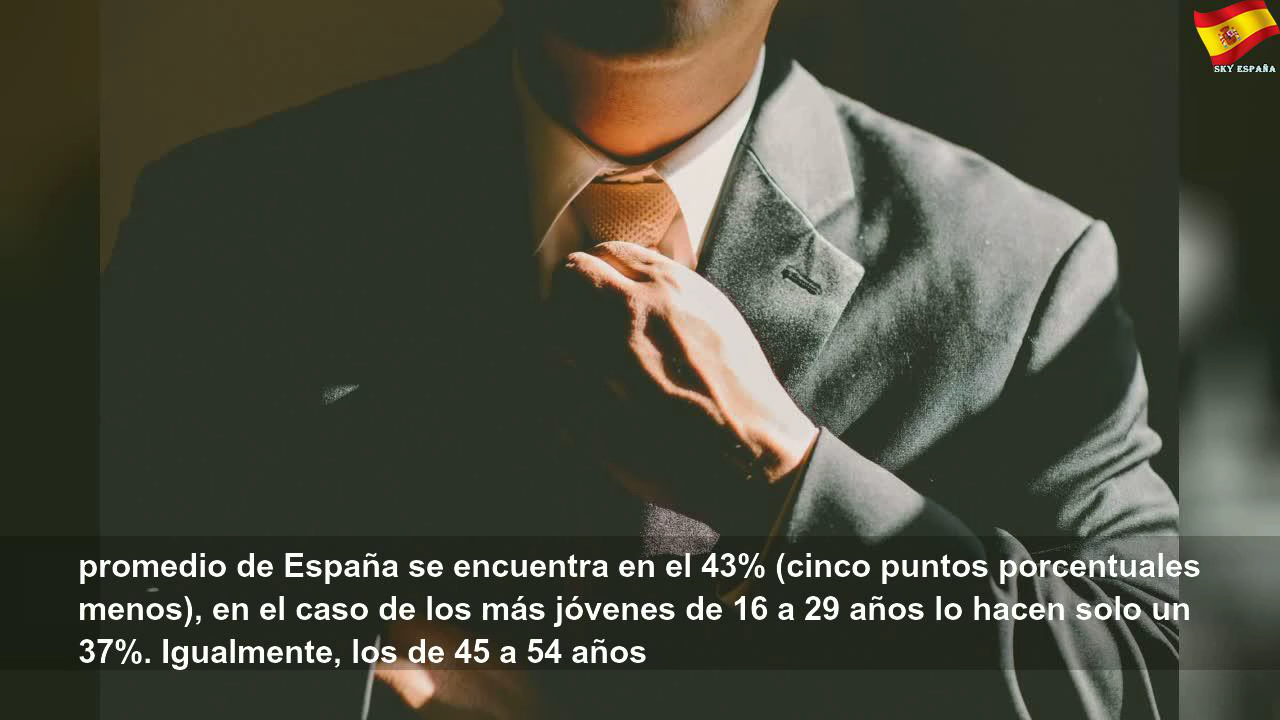 SKY ESPAÑA
promedio de España se encuentra en el 43% (cinco puntos porcentuales
menos), en el caso de los más jóvenes de 16 a 29 años lo hacen solo un
37%. Igualmente, los de 45 a 54 años